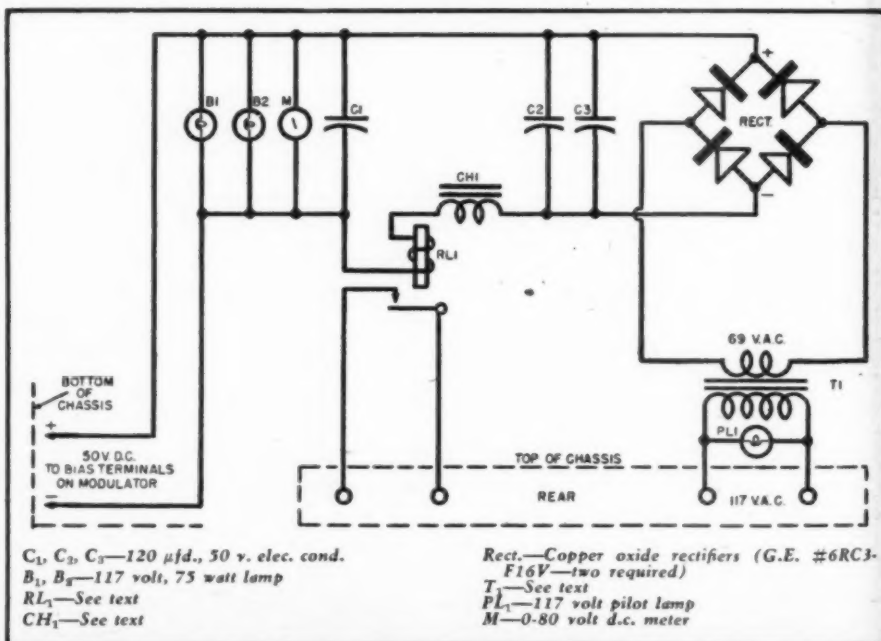 B1
B2
M
C1
C2
C3
+
RECT.
−
CH1
RL1
69 V.A.C.
T1
PL1
BOTTOM
OF
CHASSIS
+
50 V. D.C.
TO BIAS TERMINALS
ON MODULATOR
−
TOP OF CHASSIS
REAR
117 V.A.C.
C₁, C₂, C₃—120 μfd., 50 v. elec. cond.
B₁, B₂—117 volt, 75 watt lamp
RL₁—See text
CH₁—See text
Rect.—Copper oxide rectifiers (G.E. #6RC3-
F16V—two required)
T₁—See text
PL₁—117 volt pilot lamp
M—0-80 volt d.c. meter